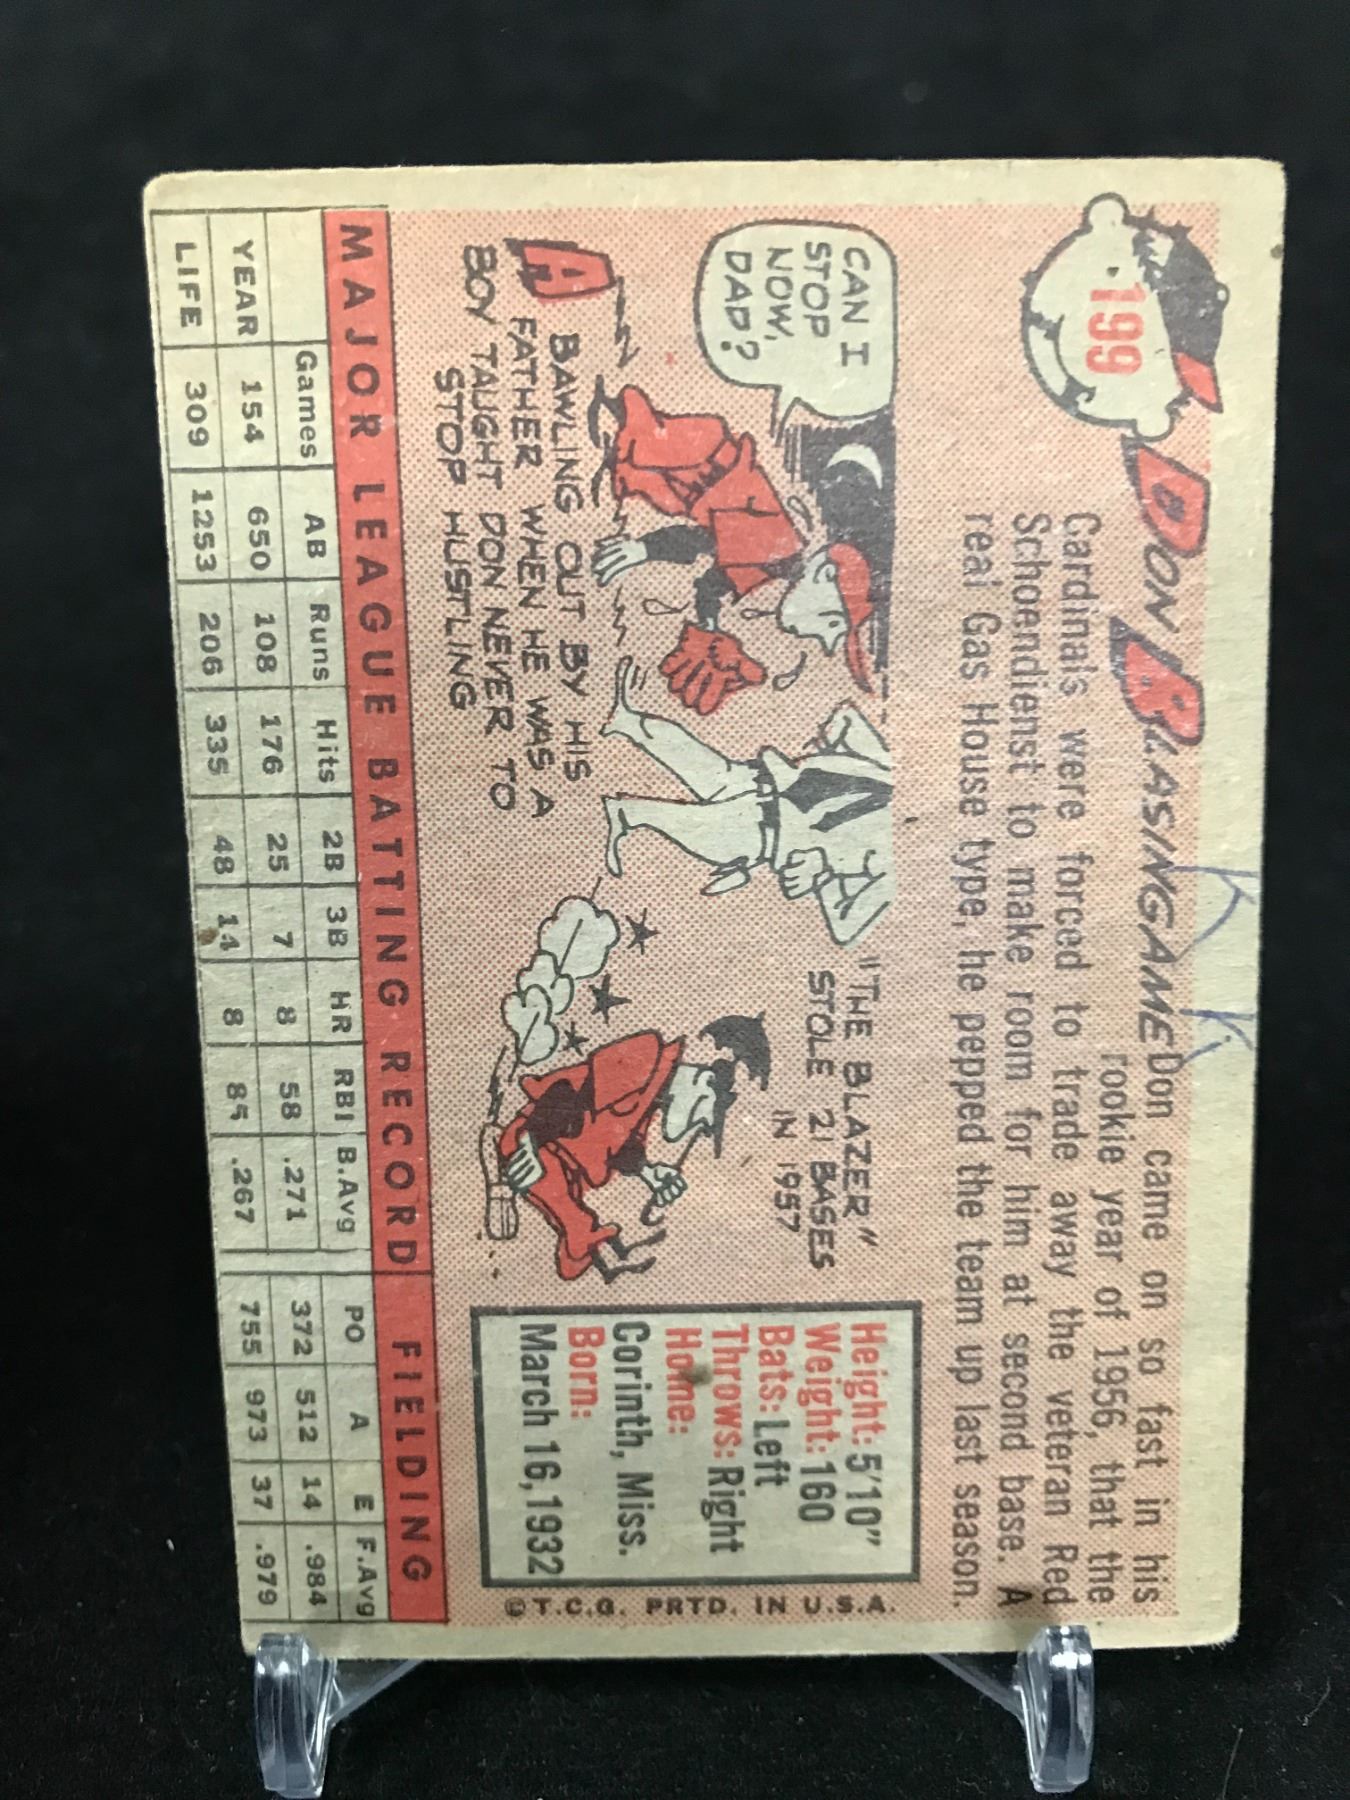 199
DON BLASINGAME
Don came on so fast in his
rookie year of 1956, that the
Cardinals were forced to trade away the veteran Red
Schoendienst to make room for him at second base. A
real Gas House type, he pepped the team up last season.
CAN I
STOP
NOW,
DAD?
A BAWLING OUT BY HIS
FATHER WHEN HE WAS A
BOY TAUGHT DON NEVER TO
STOP HUSTLING
"THE BLAZER"
STOLE 21 BASES
IN 1957
Height: 5'10"
Weight: 160
Bats: Left
Throws: Right
Home:
Corinth, Miss.
Born:
March 16, 1932
©T.C.G. PRTD. IN U.S.A.
MAJOR LEAGUE BATTING RECORD FIELDING
Games AB Runs Hits 2B 3B HR RBI B.Avg PO A E F.Avg
YEAR 154 650 108 176 25 7 8 58 .271 372 512 14 .984
LIFE 309 1253 206 335 48 14 8 85 .267 755 973 37 .979